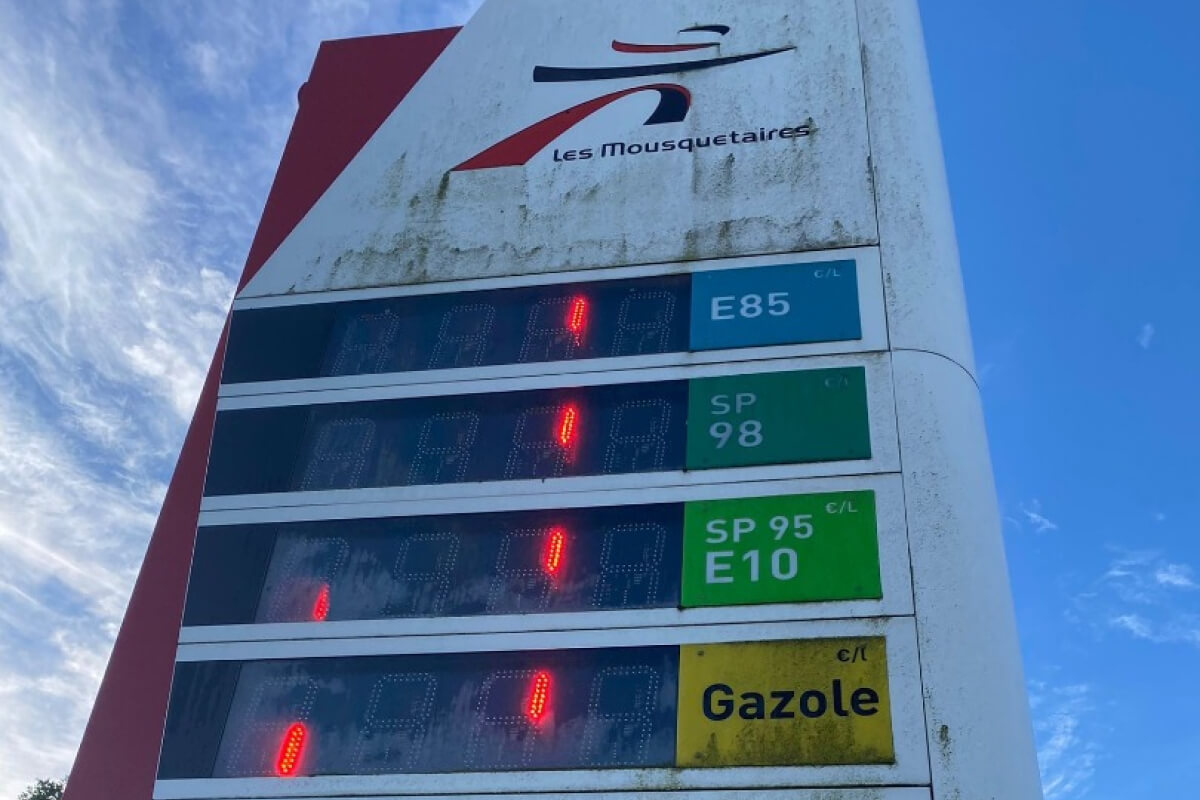 Les Mousquetaires
€/L
E85
€/L
SP
98
€/L
SP 95
E10
€/L
Gazole